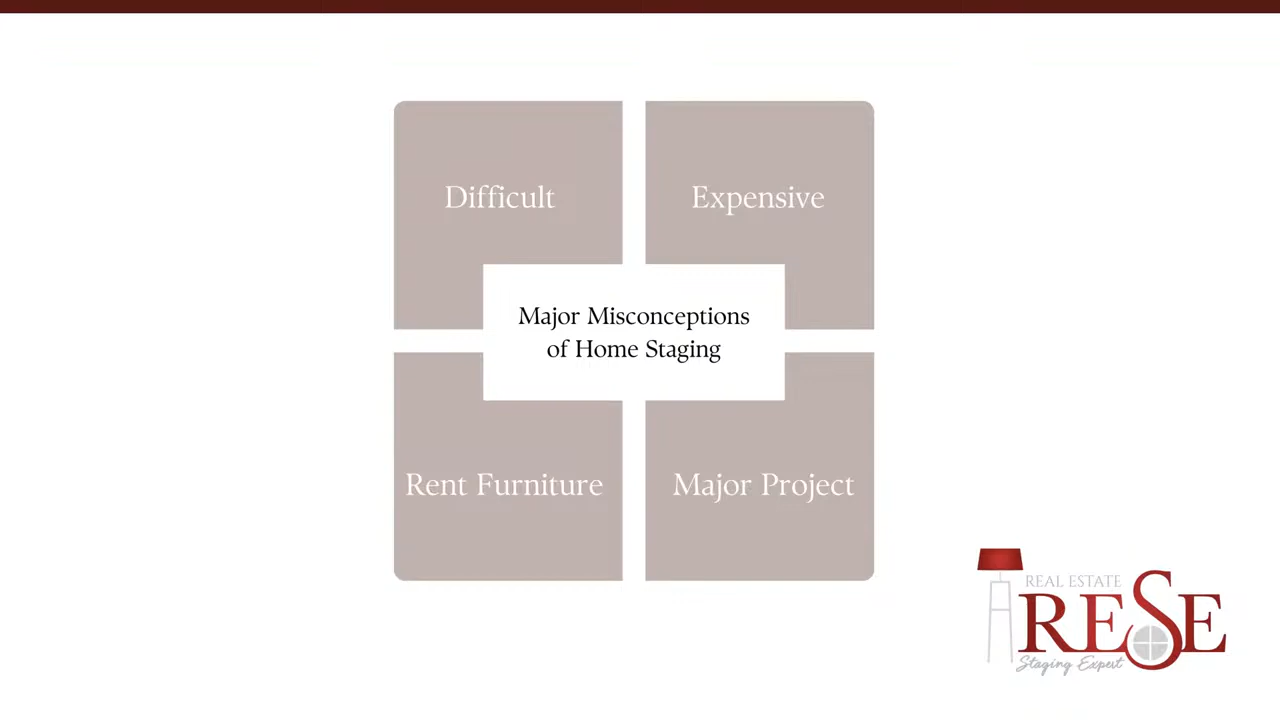 Difficult
Expensive
Major Misconceptions
of Home Staging
Rent Furniture
Major Project
REAL ESTATE
RESE
Staging Expert